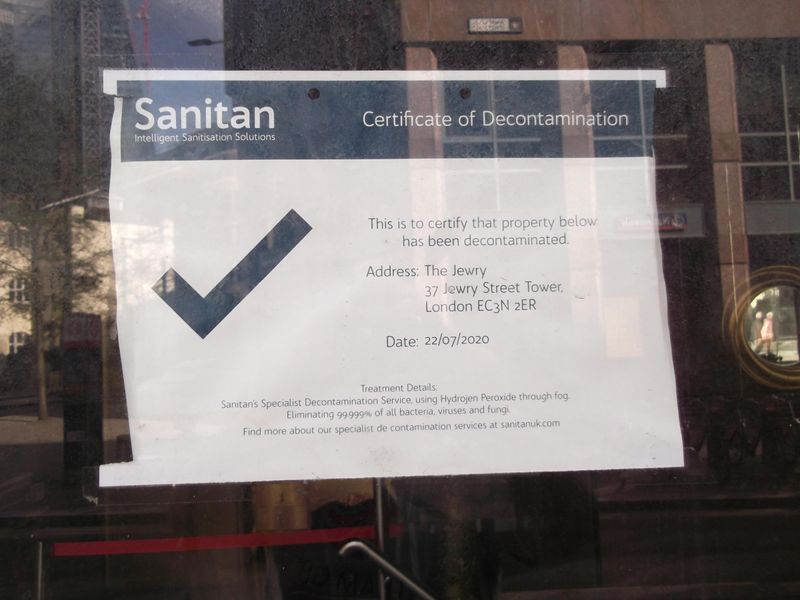 Sanitan
Intelligent Sanitisation Solutions
Certificate of Decontamination
This is to certify that property below
has been decontaminated.
Address: The Jewry
37 Jewry Street Tower,
London EC3N 2ER
Date: 22/07/2020
Treatment Details:
Sanitan's Specialist Decontamination Service, using Hydrojen Peroxide through fog.
Eliminating 99.999% of all bacteria, viruses and fungi.
Find more about our specialist de contamination services at sanitanuk.com